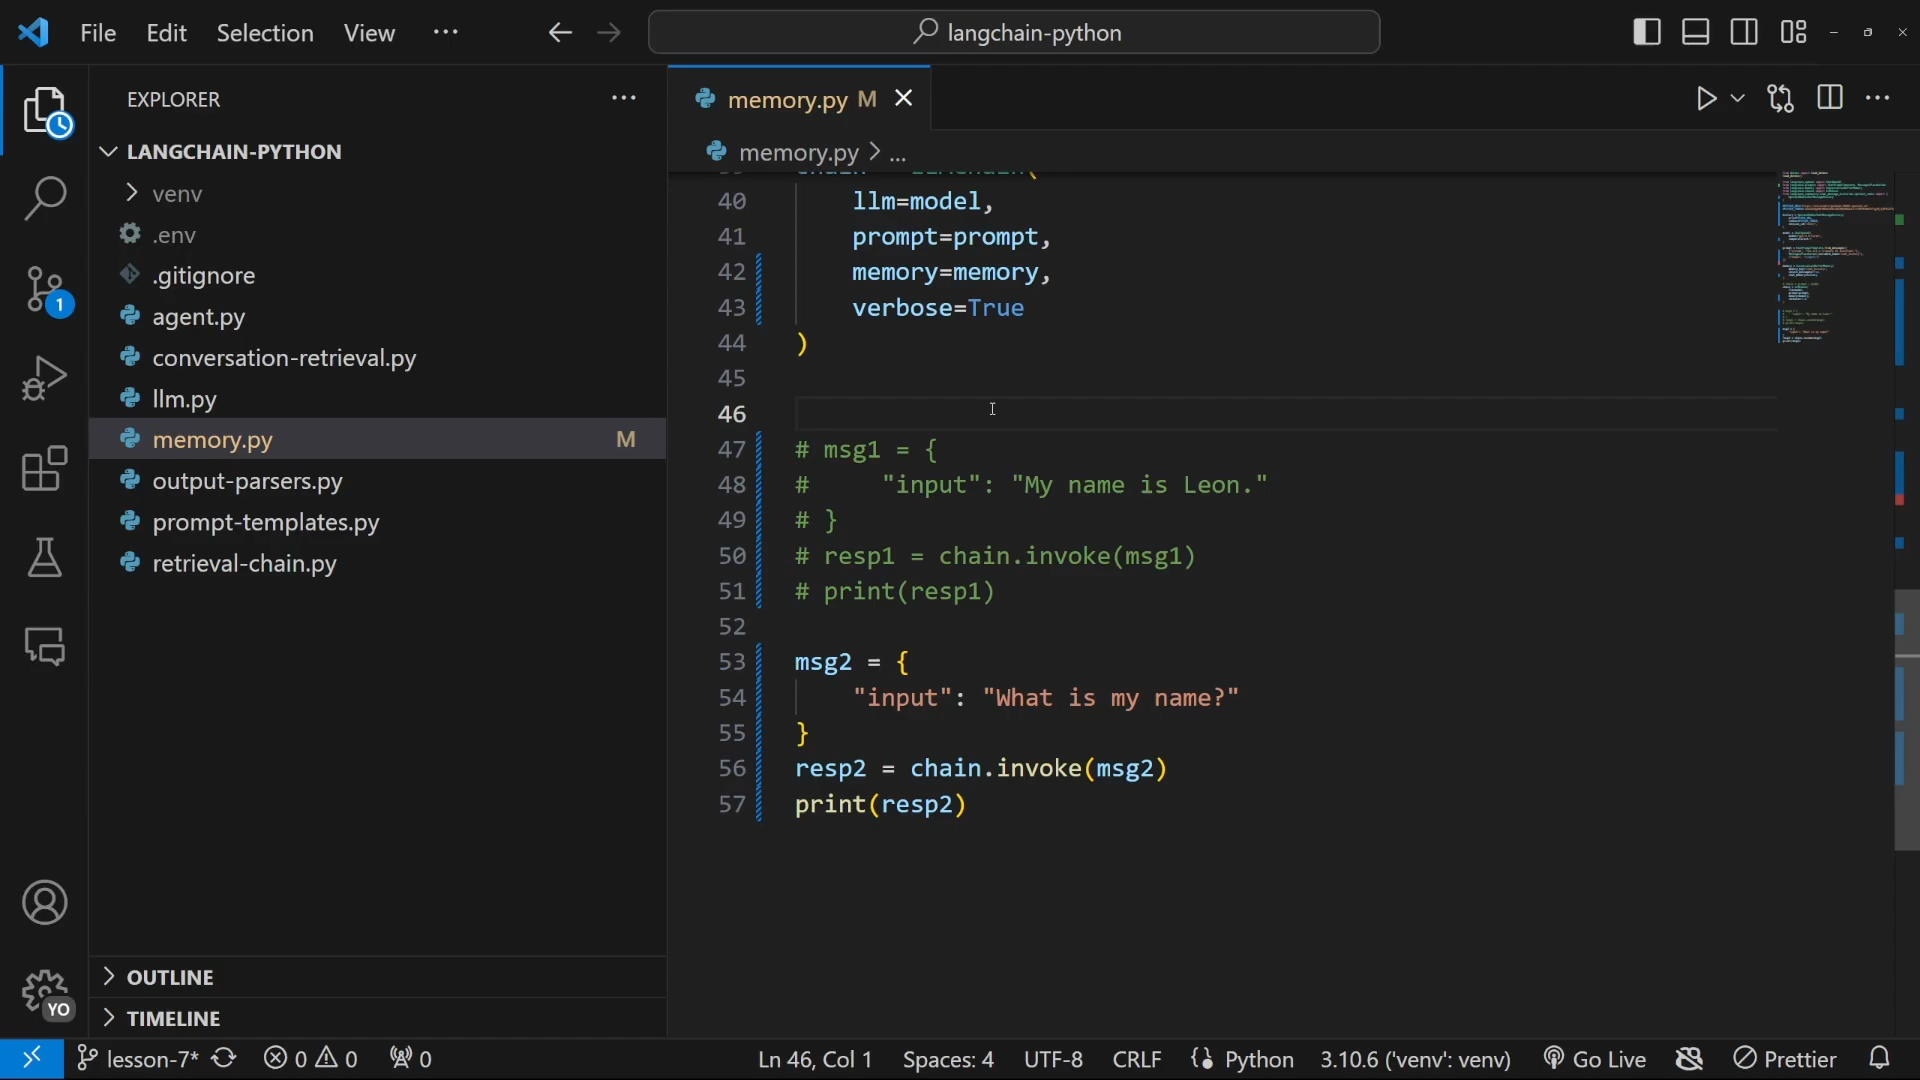 File Edit Selection View ··· langchain-python
EXPLORER ···
LANGCHAIN-PYTHON
venv
.env
.gitignore
agent.py
conversation-retrieval.py
llm.py
memory.py M
output-parsers.py
prompt-templates.py
retrieval-chain.py
OUTLINE
TIMELINE
YO
1
memory.py M
memory.py > ...
40 llm=model,
41 prompt=prompt,
42 memory=memory,
43 verbose=True
44 )
45
46
47 # msg1 = {
48 #     "input": "My name is Leon."
49 # }
50 # resp1 = chain.invoke(msg1)
51 # print(resp1)
52
53 msg2 = {
54     "input": "What is my name?"
55 }
56 resp2 = chain.invoke(msg2)
57 print(resp2)
lesson-7* 0 0 0 Ln 46, Col 1 Spaces: 4 UTF-8 CRLF Python 3.10.6 ('venv': venv) Go Live Prettier